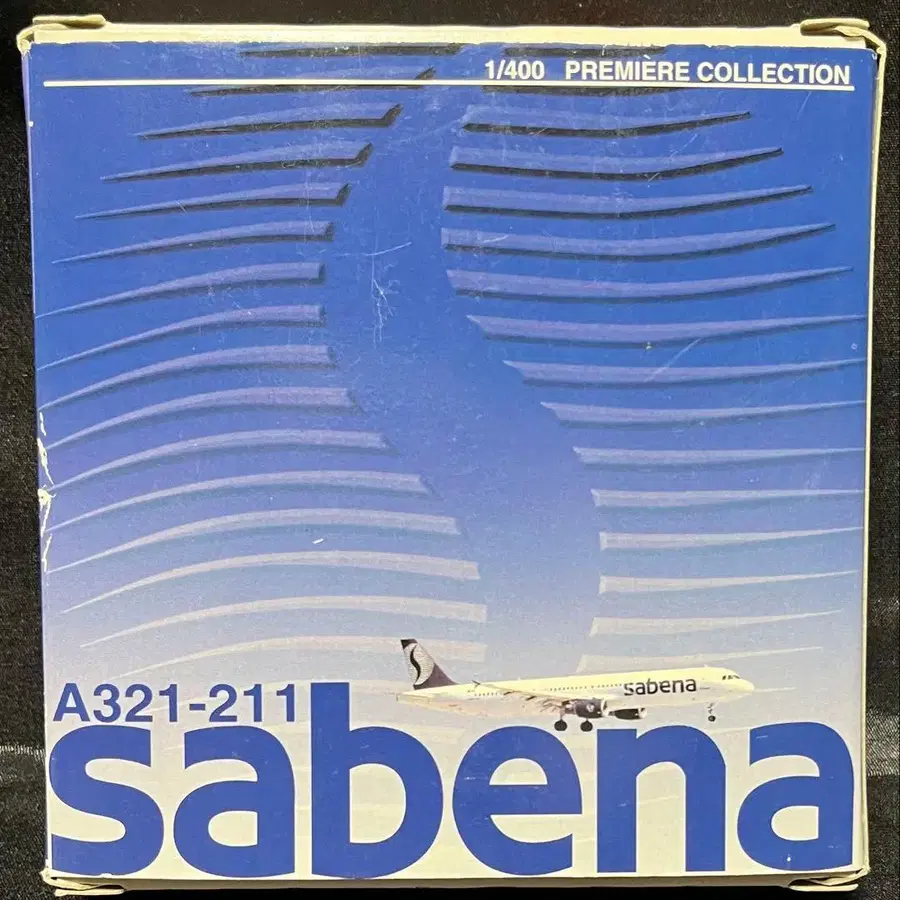 1/400 PREMIÈRE COLLECTION
A321-211
sabena
sabena